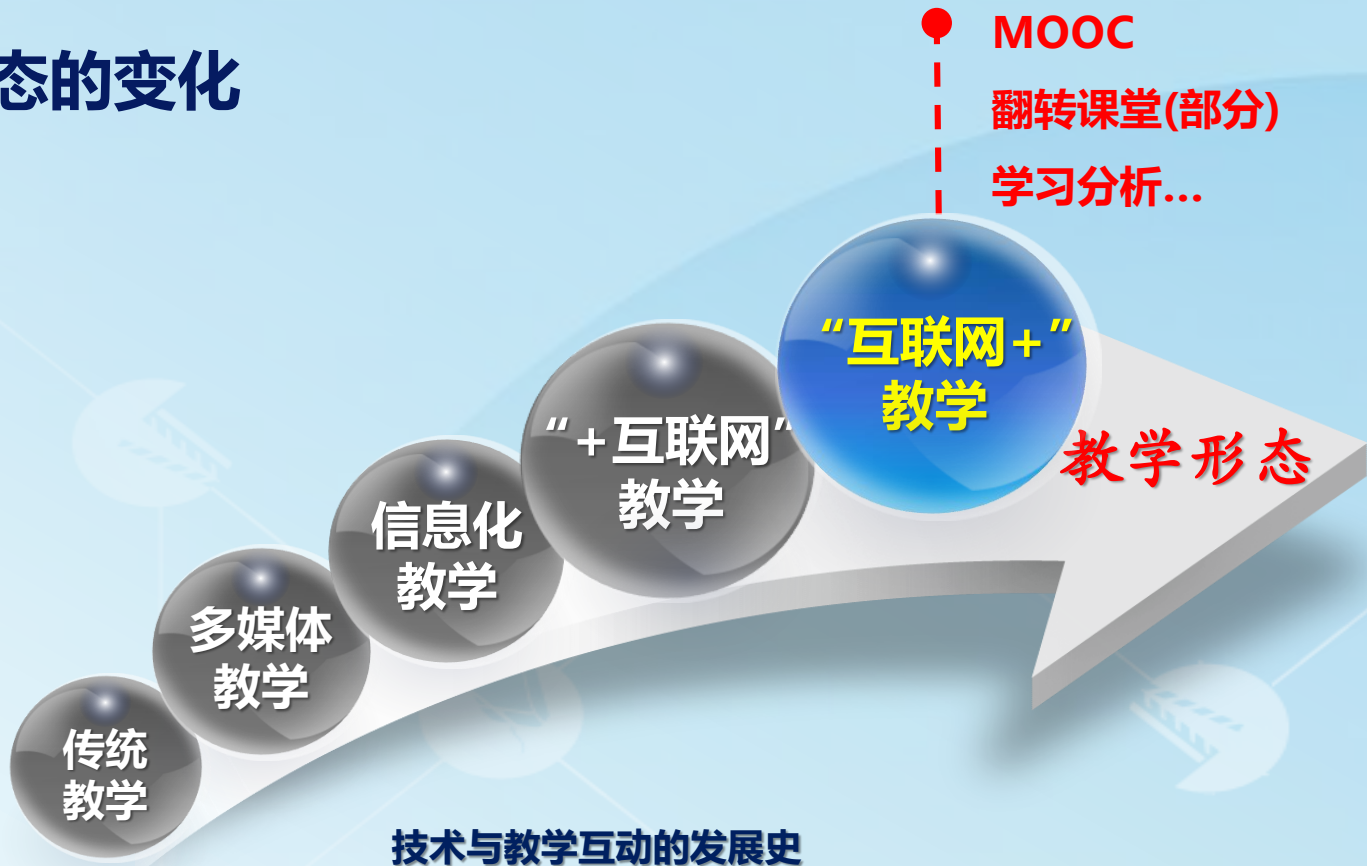 态的变化
MOOC
翻转课堂(部分)
学习分析...
“互联网+”
教学
教学形态
“+互联网”
教学
信息化
教学
多媒体
教学
传统
教学
技术与教学互动的发展史